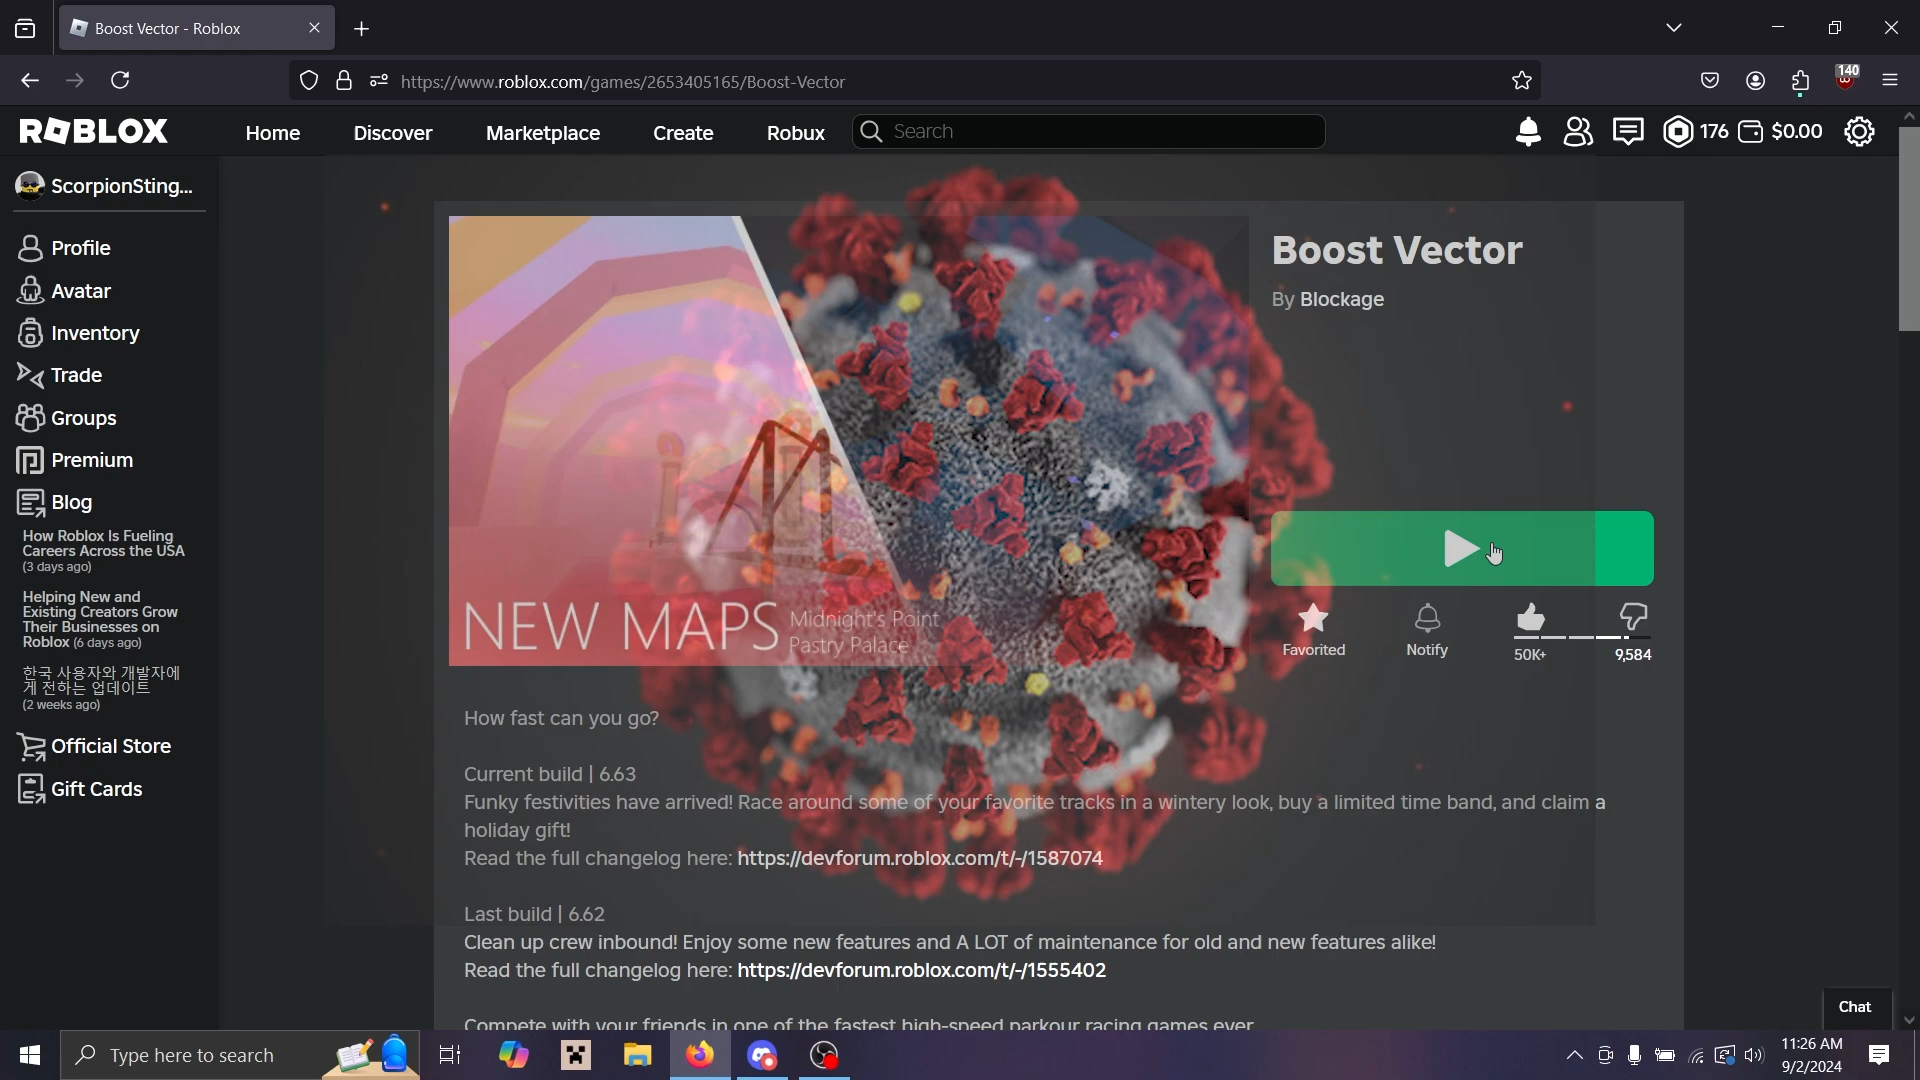 Boost Vector - Roblox
https://www.roblox.com/games/2653405165/Boost-Vector
140
ROBLOX
Home
Discover
Marketplace
Create
Robux
Search
176
$0.00
ScorpionSting...
Profile
Avatar
Inventory
Trade
Groups
Premium
Blog
How Roblox Is Fueling
Careers Across the USA
(3 days ago)
Helping New and
Existing Creators Grow
Their Businesses on
Roblox (6 days ago)
한국 사용자와 개발자에
게 전하는 업데이트
(2 weeks ago)
Official Store
Gift Cards
NEW MAPS
Midnight's Point
Pastry Palace
Boost Vector
By Blockage
Favorited
Notify
50K+
9,584
How fast can you go?
Current build | 6.63
Funky festivities have arrived! Race around some of your favorite tracks in a wintery look, buy a limited time band, and claim a
holiday gift!
Read the full changelog here: https://devforum.roblox.com/t/-/1587074
Last build | 6.62
Clean up crew inbound! Enjoy some new features and A LOT of maintenance for old and new features alike!
Read the full changelog here: https://devforum.roblox.com/t/-/1555402
Compete with your friends in one of the fastest high-speed parkour racing games ever
Chat
Type here to search
11:26 AM
9/2/2024